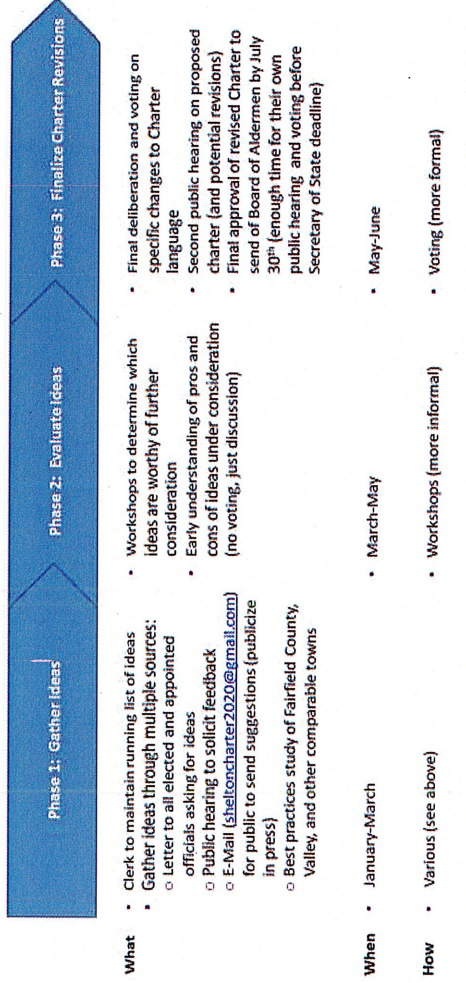 Phase 1: Gather Ideas
Phase 2: Evaluate Ideas
Phase 3: Finalize Charter Revisions
What
• Clerk to maintain running list of ideas
• Gather ideas through multiple sources:
o Letter to all elected and appointed
officials asking for ideas
o Public hearing to solicit feedback
o E-Mail (sheltoncharter2020@gmail.com)
for public to send suggestions (publicize
in press)
o Best practices study of Fairfield County,
Valley, and other comparable towns
• Workshops to determine which
ideas are worthy of further
consideration
• Early understanding of pros and
cons of ideas under consideration
(no voting, just discussion)
• Final deliberation and voting on
specific changes to Charter
language
• Second public hearing on proposed
charter (and potential revisions)
• Final approval of revised Charter to
send of Board of Aldermen by July
30th (enough time for their own
public hearing and voting before
Secretary of State deadline)
When
• January-March
• March-May
• May-June
How
• Various (see above)
• Workshops (more informal)
• Voting (more formal)